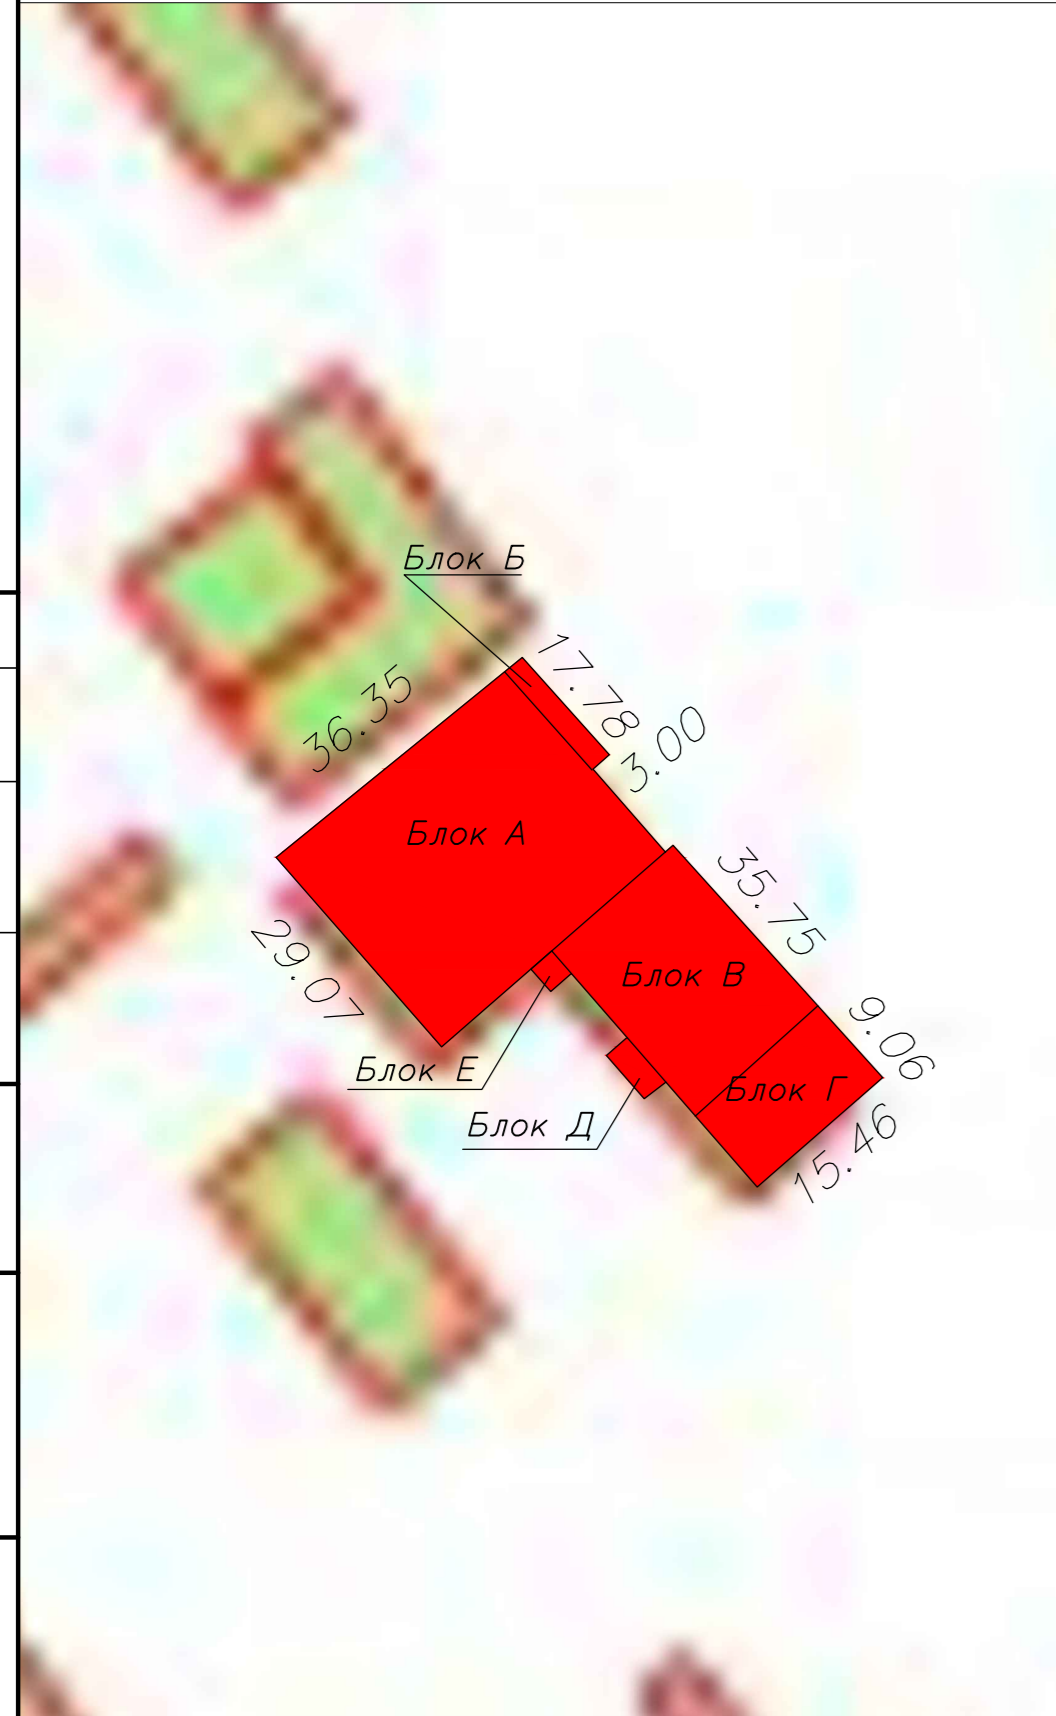 Блок Б
17.78
36.35
3.00
Блок А
35.75
29.07
Блок В
9.06
Блок Е
Блок Г
Блок Д
15.46